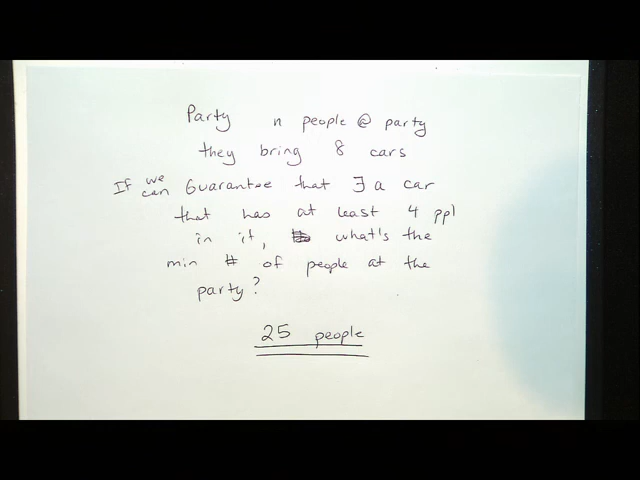 Party n people @ party
they bring 8 cars
If we can Guarantee that ∃ a car
that has at least 4 ppl
in it, what's the
min # of people at the
party?
25 people